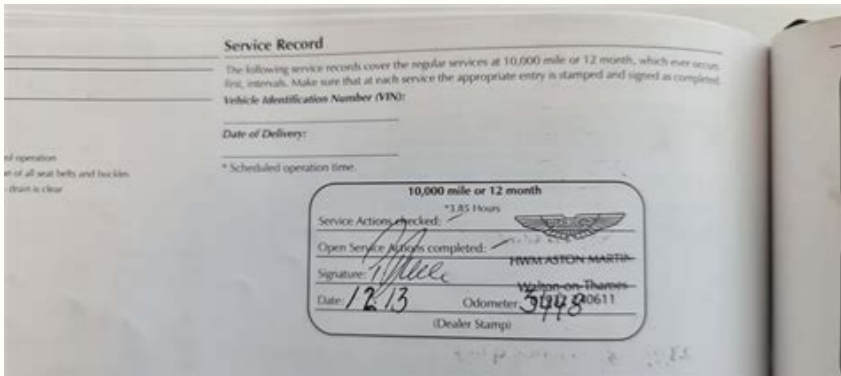 Service Record
The following service records cover the regular services at 10,000 mile or 12 month, which ever occurs
first, intervals. Make sure that at each service the appropriate entry is stamped and signed as completed.
Vehicle Identification Number (VIN):
Date of Delivery:
* Scheduled operation time.
operation
of all seat belts and buckles
drain is clear
10,000 mile or 12 month
*3.85 Hours
Service Actions checked:
Open Service Actions completed:
HWM ASTON MARTIN
Signature:
Walton-on-Thames
Date: 12 13 Odometer: 3448
(Dealer Stamp)